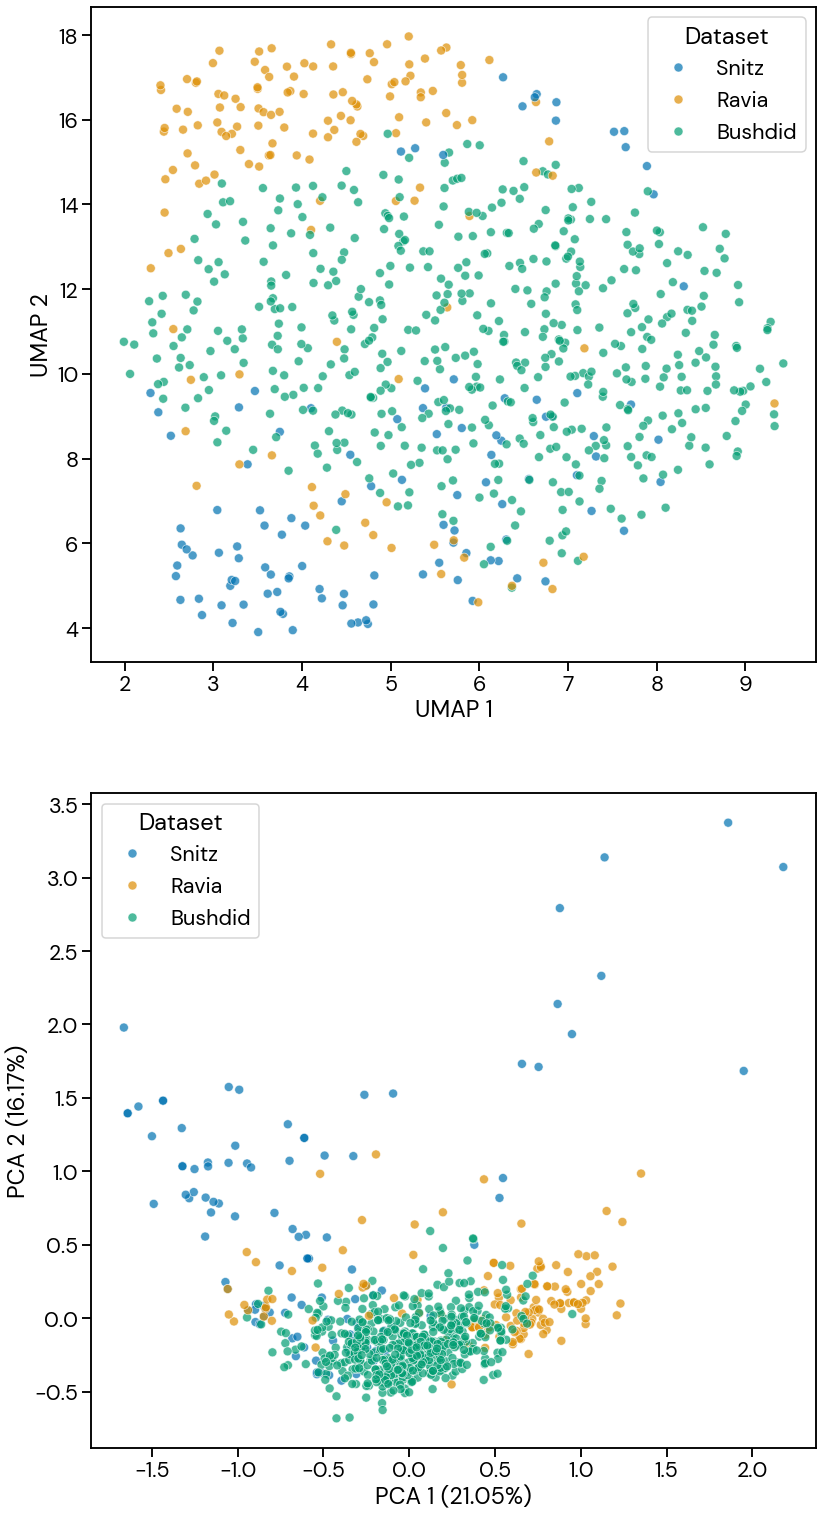 18
16
14
12
10
8
6
4
UMAP 2
Dataset
Snitz
Ravia
Bushdid
2 3 4 5 6 7 8 9
UMAP 1
3.5
3.0
2.5
2.0
1.5
1.0
0.5
0.0
−0.5
PCA 2 (16.17%)
Dataset
Snitz
Ravia
Bushdid
−1.5 −1.0 −0.5 0.0 0.5 1.0 1.5 2.0
PCA 1 (21.05%)